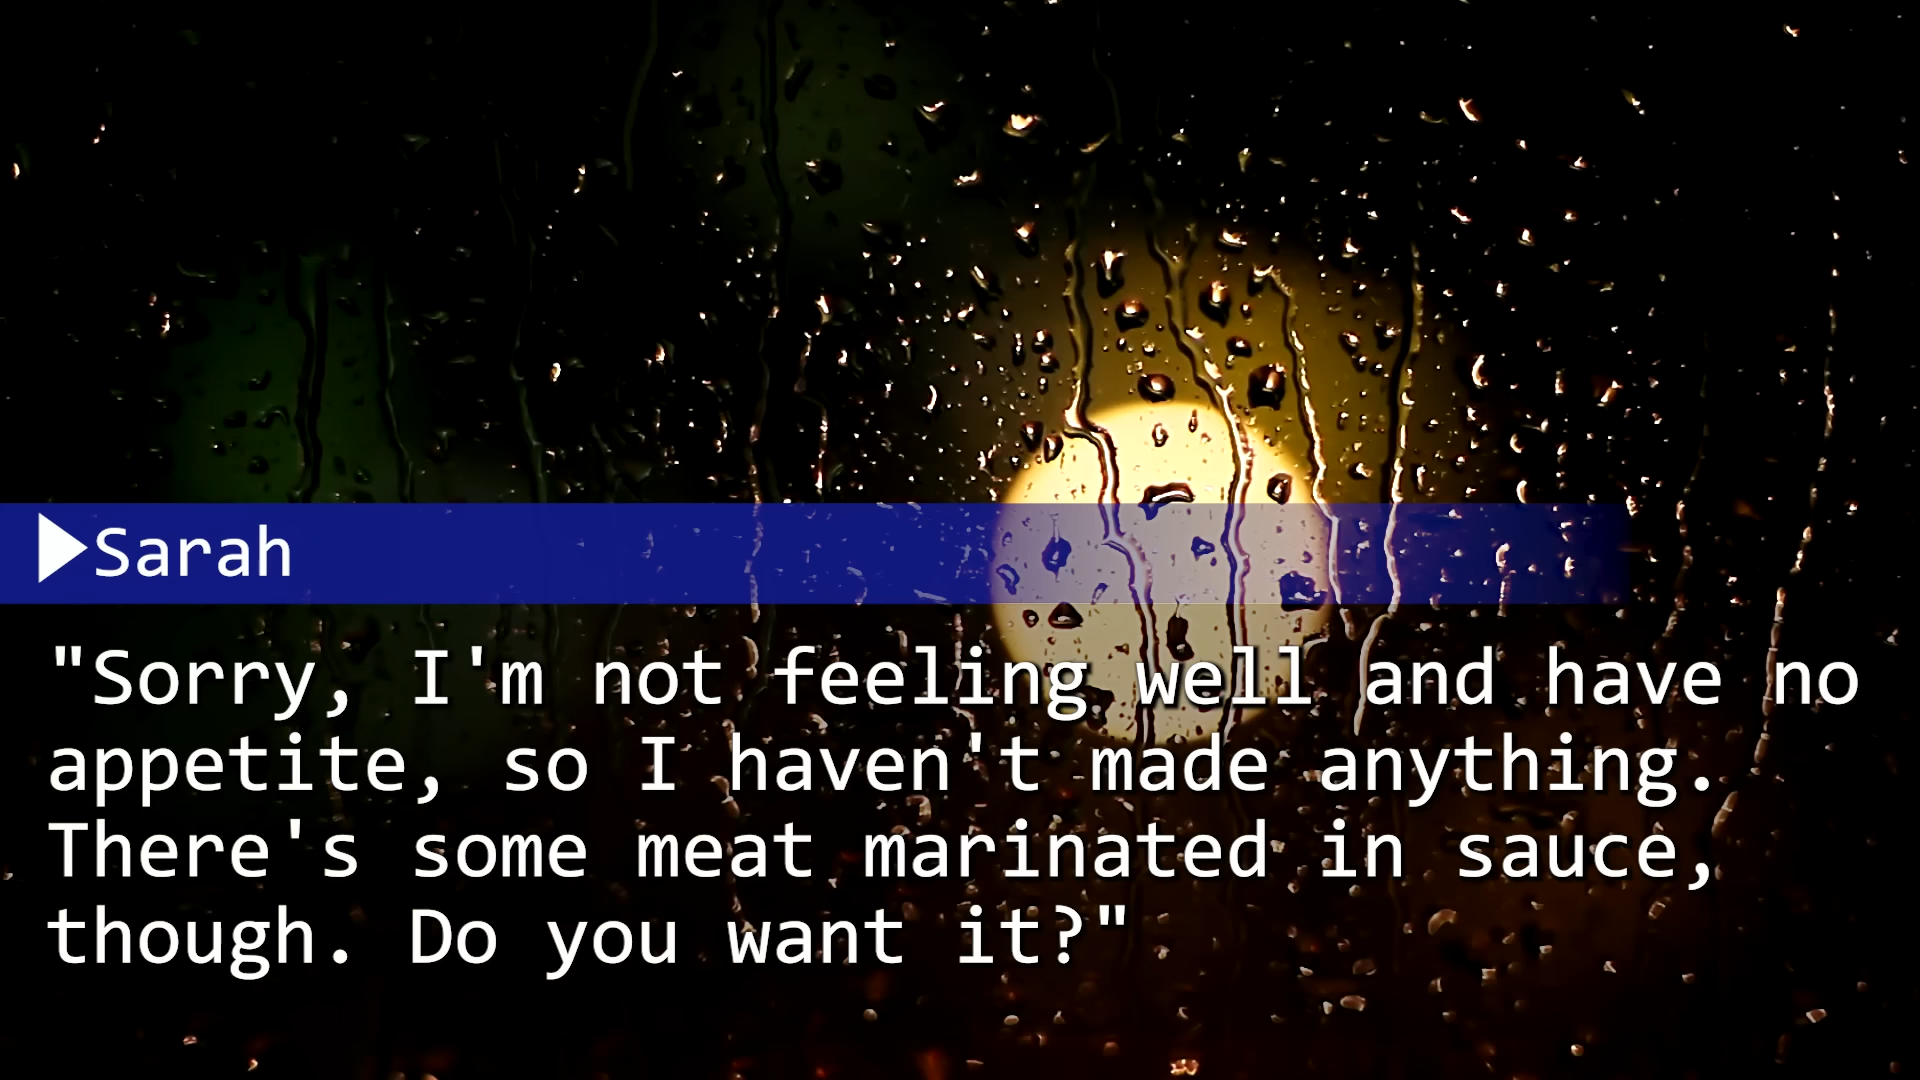 Sarah
"Sorry, I'm not feeling well and have no
appetite, so I haven't made anything.
There's some meat marinated in sauce,
though. Do you want it?"